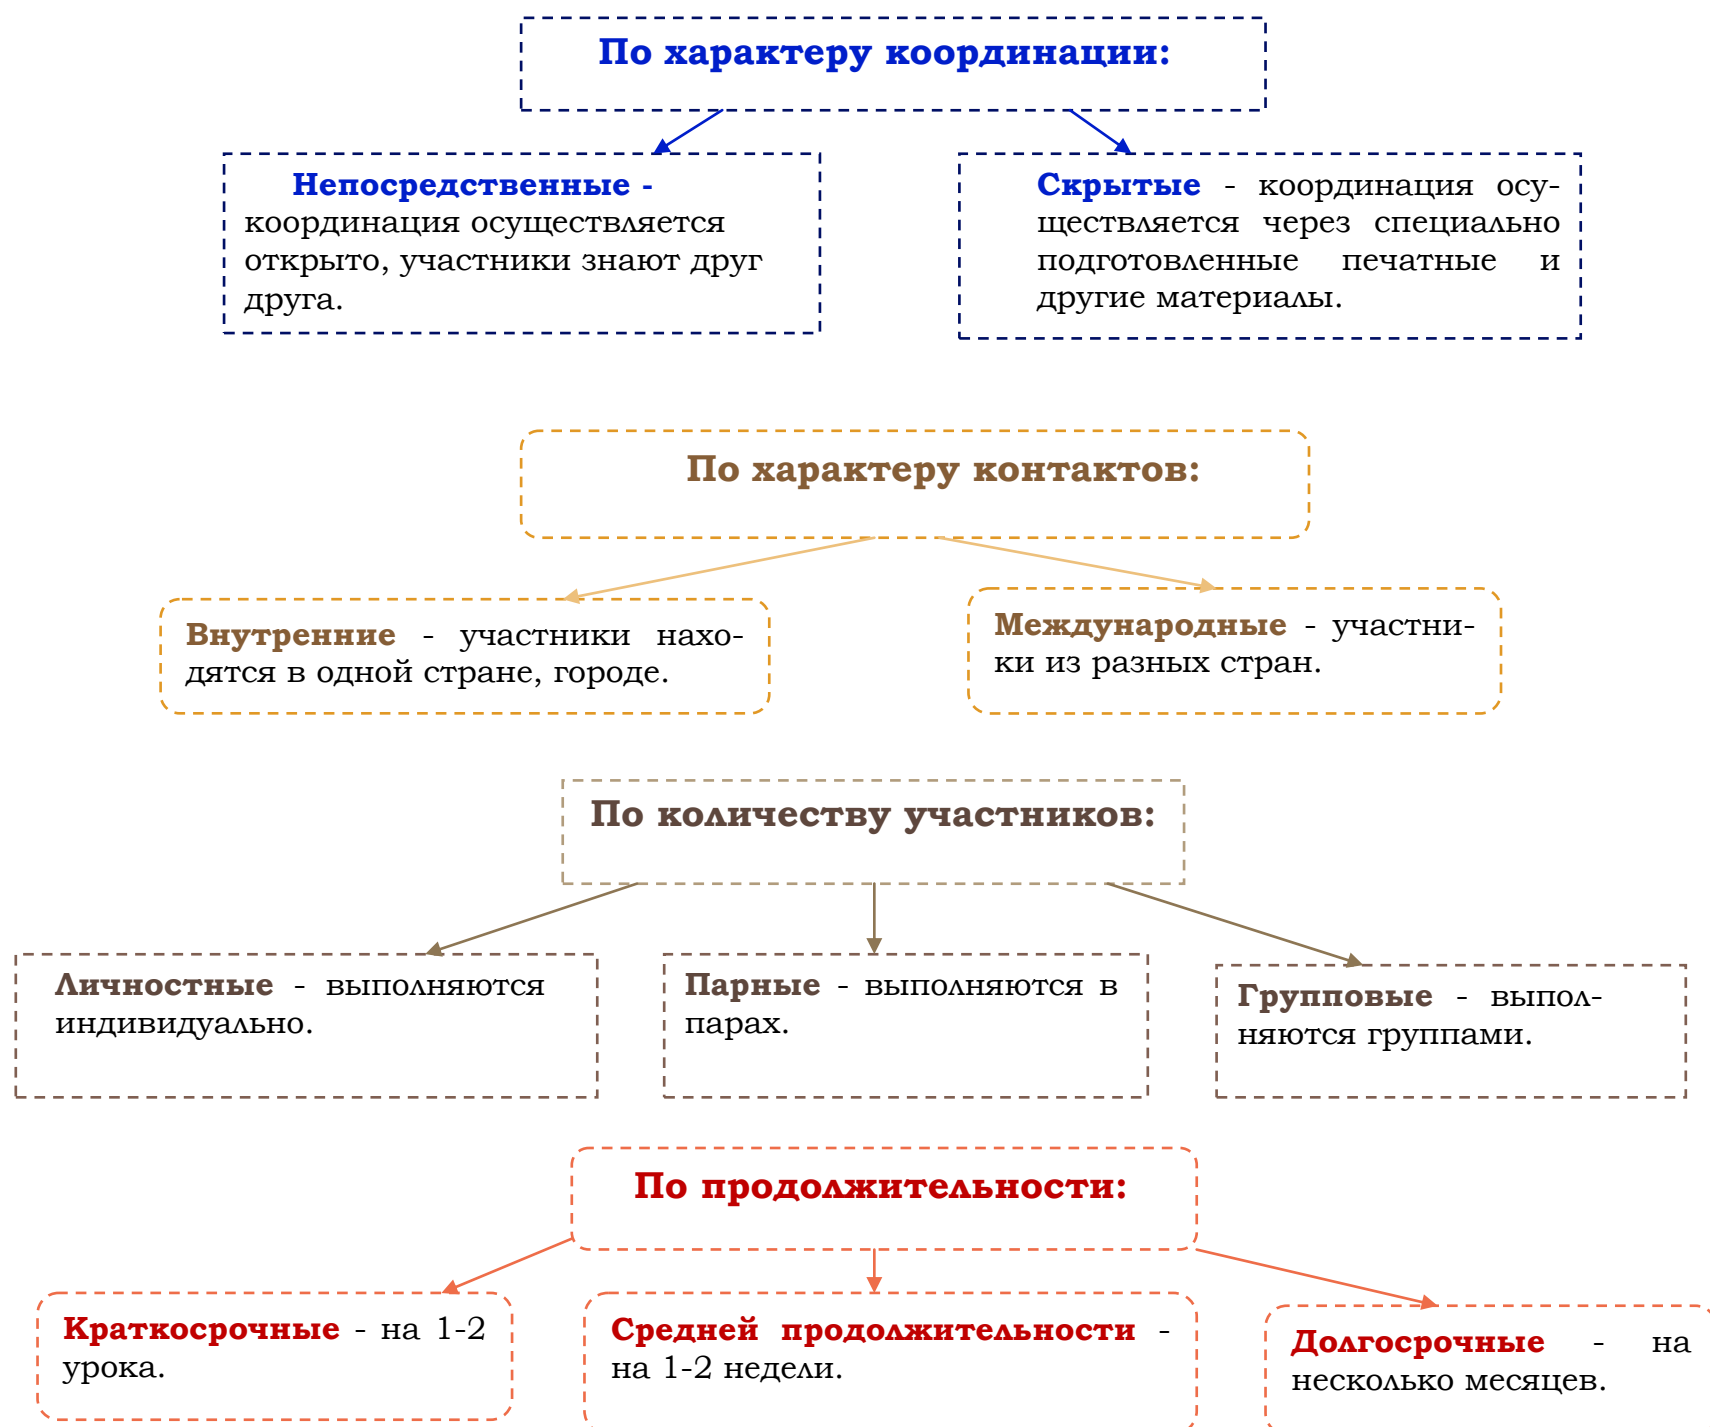 По характеру координации:
Непосредственные -
координация осуществляется
открыто, участники знают друг
друга.
Скрытые - координация осу-
ществляется через специально
подготовленные печатные и
другие материалы.
По характеру контактов:
Внутренние - участники нахо-
дятся в одной стране, городе.
Международные - участни-
ки из разных стран.
По количеству участников:
Личностные - выполняются
индивидуально.
Парные - выполняются в
парах.
Групповые - выпол-
няются группами.
По продолжительности:
Краткосрочные - на 1-2
урока.
Средней продолжительности -
на 1-2 недели.
Долгосрочные - на
несколько месяцев.